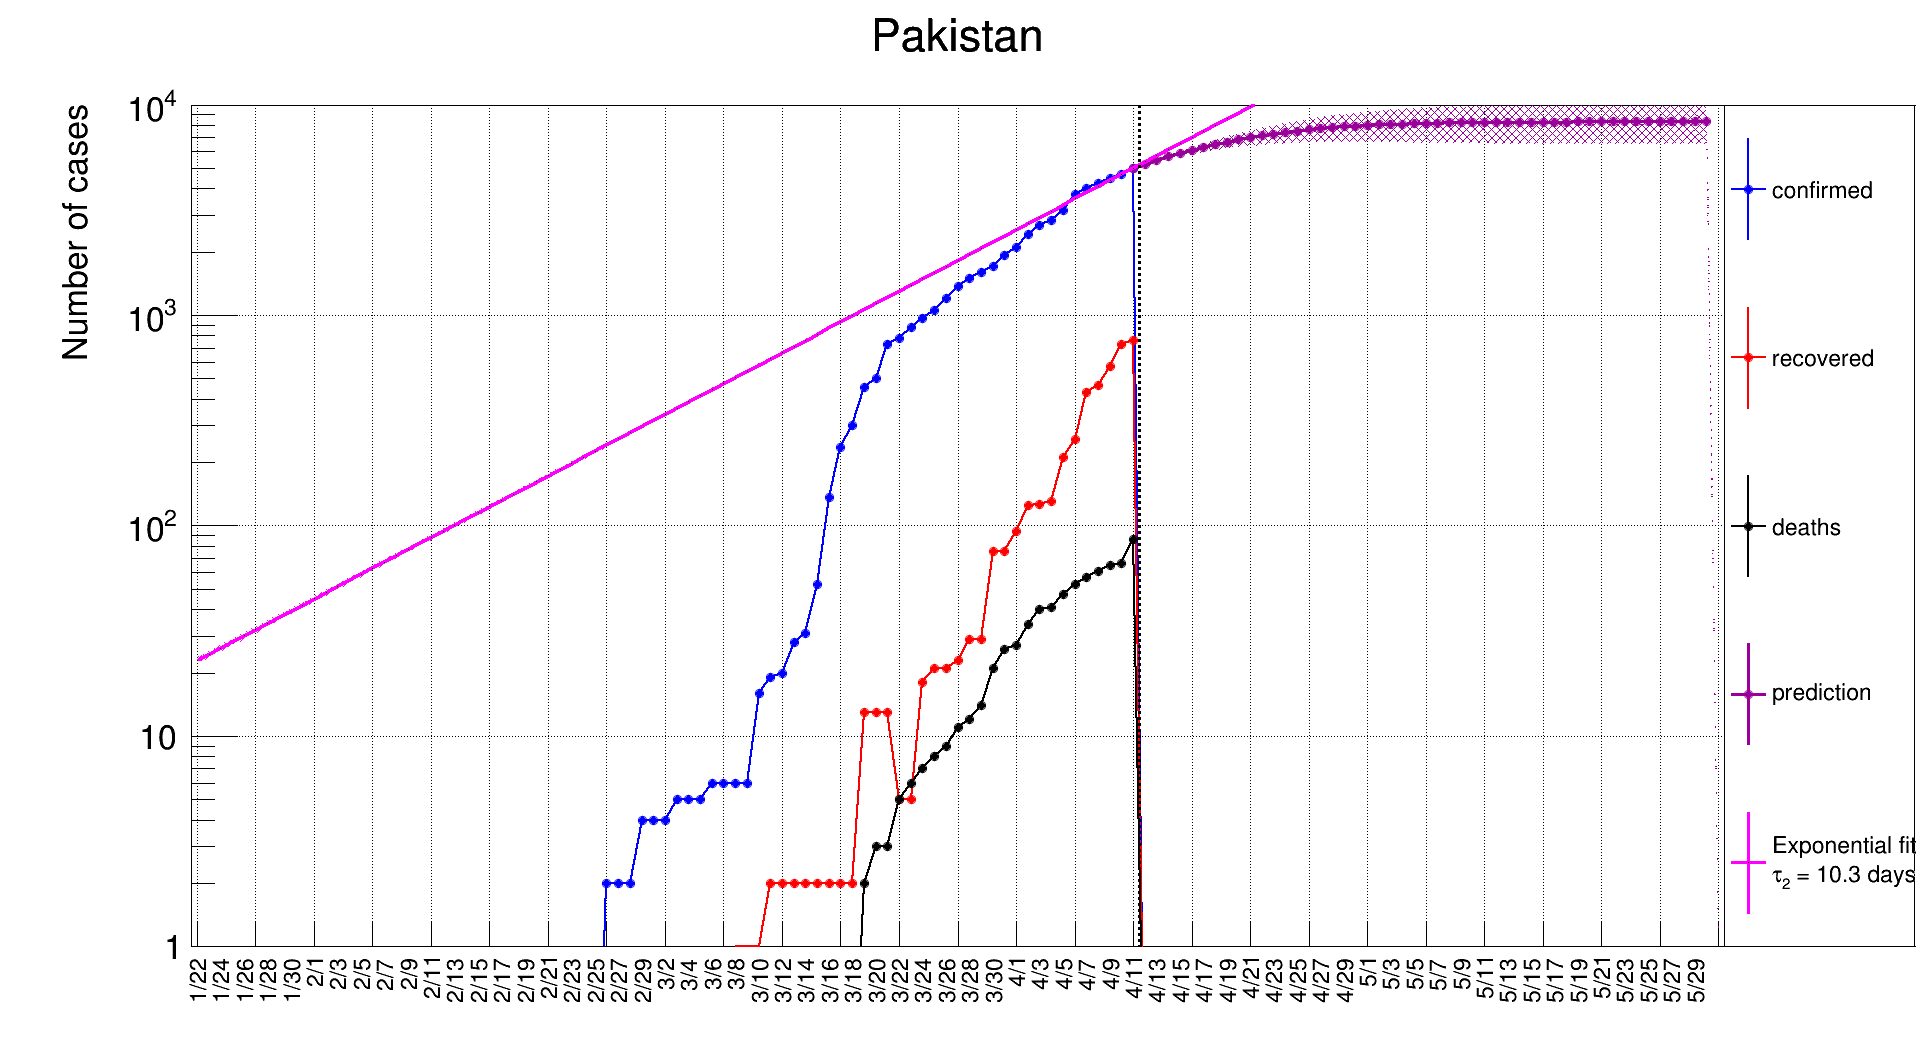 Pakistan
Number of cases
10^4
10^3
10^2
10
1
1/22 1/24 1/26 1/28 1/30 2/1 2/3 2/5 2/7 2/9 2/11 2/13 2/15 2/17 2/19 2/21 2/23 2/25 2/27 2/29 3/2 3/4 3/6 3/8 3/10 3/12 3/14 3/16 3/18 3/20 3/22 3/24 3/26 3/28 3/30 4/1 4/3 4/5 4/7 4/9 4/11 4/13 4/15 4/17 4/19 4/21 4/23 4/25 4/27 4/29 5/1 5/3 5/5 5/7 5/9 5/11 5/13 5/15 5/17 5/19 5/21 5/23 5/25 5/27 5/29
confirmed
recovered
deaths
prediction
Exponential fit
τ₂ = 10.3 days